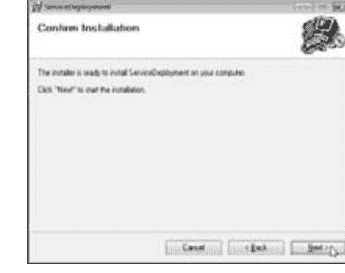 ServiceDeployment
Confirm Installation
The installer is ready to install ServiceDeployment on your computer.
Click "Next" to start the installation.
Cancel
< Back
Next >